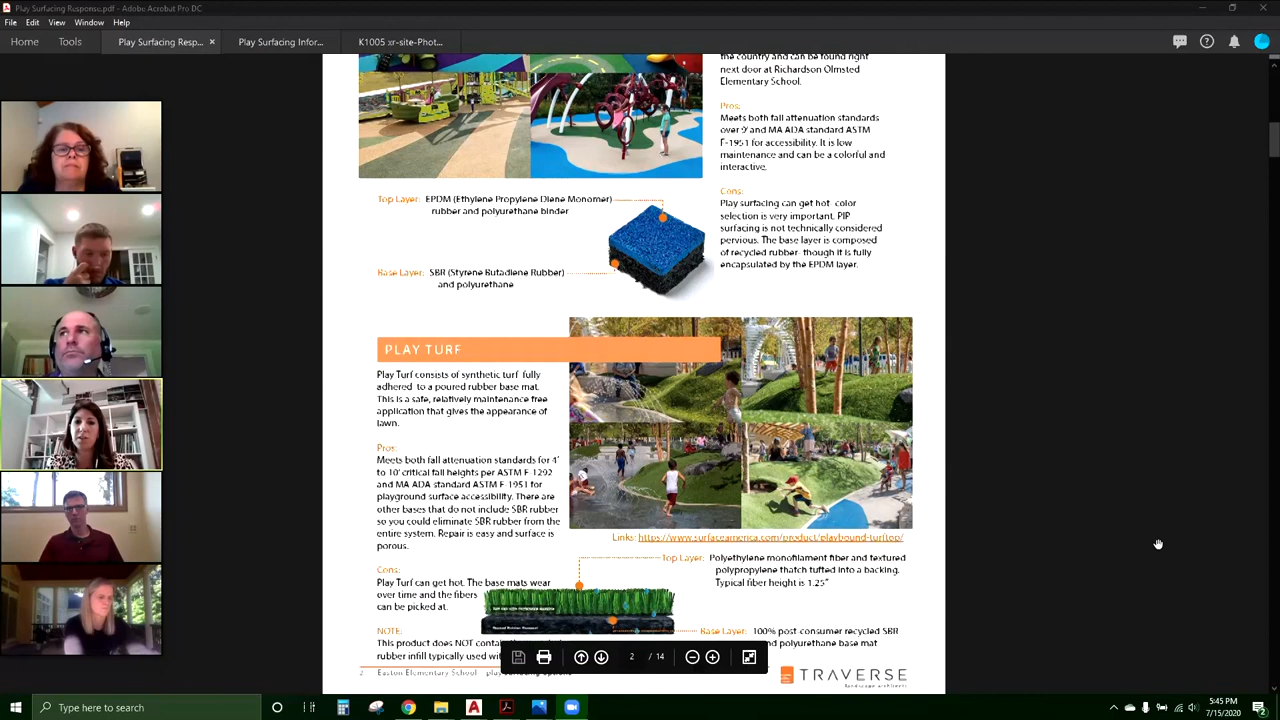 Play Surfacing Response.pdf - Adobe Acrobat Pro DC
File Edit View Window Help
Home Tools Play Surfacing Resp... × Play Surfacing Infor... K1005 xr-site-Phot...
the country and can be found right
next door at Richardson Olmsted
Elementary School.
Pros:
Meets both fall attenuation standards
over 9' and MA ADA standard ASTM
F-1951 for accessibility. It is low
maintenance and can be a colorful and
interactive.
Top Layer: EPDM (Ethylene Propylene Diene Monomer)
rubber and polyurethane binder
Base Layer: SBR (Styrene Butadiene Rubber)
and polyurethane
Cons:
Play surfacing can get hot- color
selection is very important. PIP
surfacing is not technically considered
pervious. The base layer is composed
of recycled rubber- though it is fully
encapsulated by the EPDM layer.
PLAY TURF
Play Turf consists of synthetic turf fully
adhered to a poured rubber base mat.
This is a safe, relatively maintenance free
application that gives the appearance of
lawn.
Pros:
Meets both fall attenuation standards for 4'
to 10' critical fall heights per ASTM F-1292
and MA ADA standard ASTM F-1951 for
playground surface accessibility. There are
other bases that do not include SBR rubber
so you could eliminate SBR rubber from the
entire system. Repair is easy and surface is
porous.
Cons:
Play Turf can get hot. The base mats wear
over time and the fibers
can be picked at.
NOTE:
This product does NOT
rubber infill typically used
Links: https://www.surfaceamerica.com/product/playbound-turftop/
Top Layer: Polyethylene monofilament fiber and textured
polypropylene thatch tufted into a backing.
Typical fiber height is 1.25"
Base Layer: 100% post-consumer recycled SBR
and polyurethane base mat
2 / 14
2 Easton Elementary School
TRAVERSE
landscape architects
Type here to search
5:45 PM
7/15/2020
2